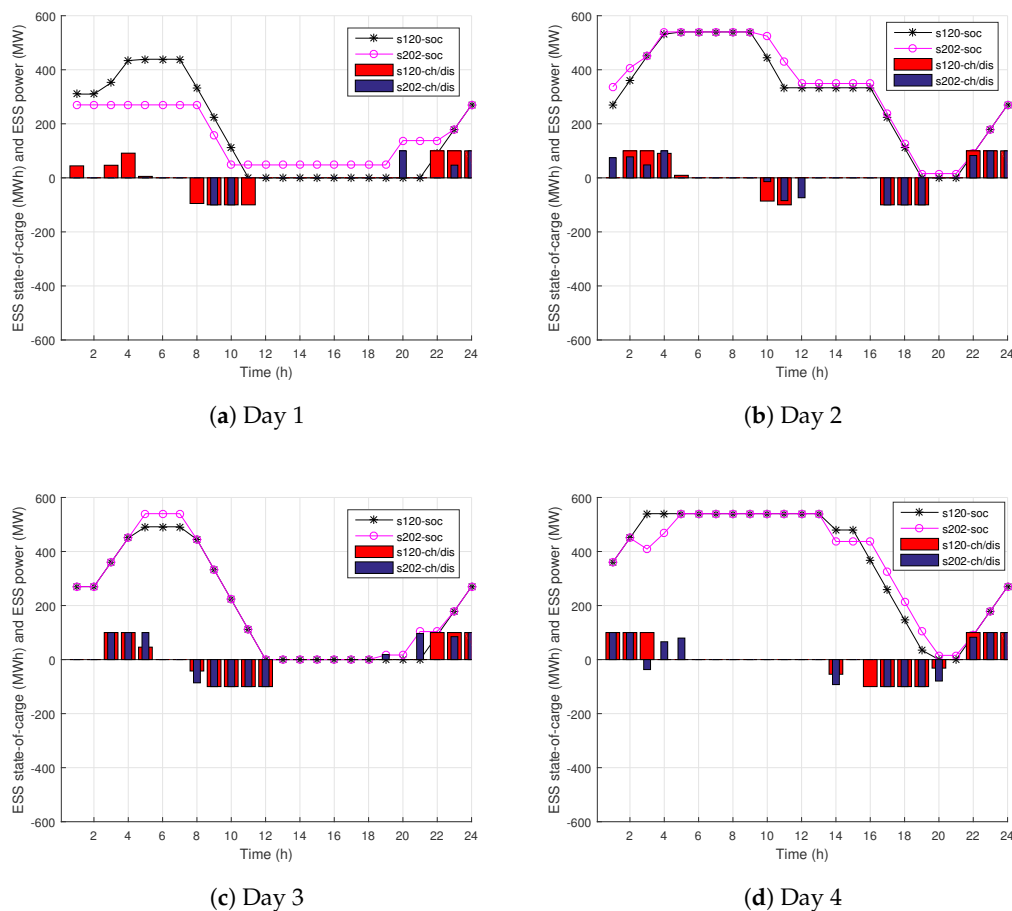 600
400
200
0
-200
-400
-600
ESS state-of-carge (MWh) and ESS power (MW)
s120-soc
s202-soc
s120-ch/dis
s202-ch/dis
2 4 6 8 10 12 14 16 18 20 22 24
Time (h)
(a) Day 1
600
400
200
0
-200
-400
-600
ESS state-of-carge (MWh) and ESS power (MW)
s120-soc
s202-soc
s120-ch/dis
s202-ch/dis
2 4 6 8 10 12 14 16 18 20 22 24
Time (h)
(b) Day 2
600
400
200
0
-200
-400
-600
ESS state-of-carge (MWh) and ESS power (MW)
s120-soc
s202-soc
s120-ch/dis
s202-ch/dis
2 4 6 8 10 12 14 16 18 20 22 24
Time (h)
(c) Day 3
600
400
200
0
-200
-400
-600
ESS state-of-carge (MWh) and ESS power (MW)
s120-soc
s202-soc
s120-ch/dis
s202-ch/dis
2 4 6 8 10 12 14 16 18 20 22 24
Time (h)
(d) Day 4